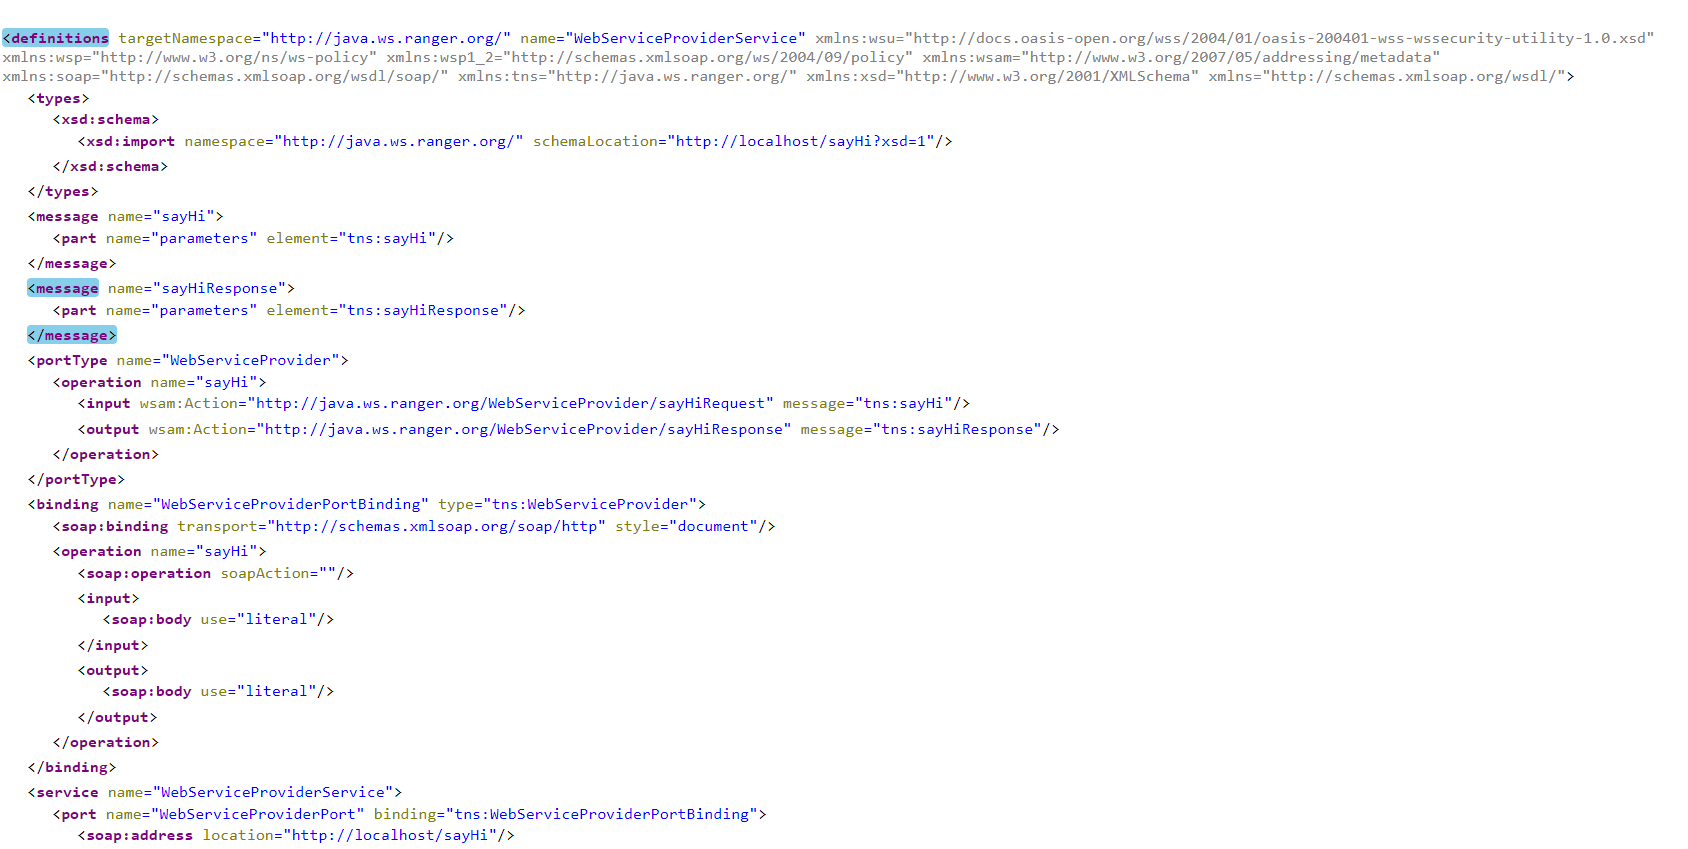 <definitions targetNamespace="http://java.ws.ranger.org/" name="WebServiceProviderService" xmlns:wsu="http://docs.oasis-open.org/wss/2004/01/oasis-200401-wss-wssecurity-utility-1.0.xsd"
xmlns:wsp="http://www.w3.org/ns/ws-policy" xmlns:wsp1_2="http://schemas.xmlsoap.org/ws/2004/09/policy" xmlns:wsam="http://www.w3.org/2007/05/addressing/metadata"
xmlns:soap="http://schemas.xmlsoap.org/wsdl/soap/" xmlns:tns="http://java.ws.ranger.org/" xmlns:xsd="http://www.w3.org/2001/XMLSchema" xmlns="http://schemas.xmlsoap.org/wsdl/">
<types>
<xsd:schema>
<xsd:import namespace="http://java.ws.ranger.org/" schemaLocation="http://localhost/sayHi?xsd=1"/>
</xsd:schema>
</types>
<message name="sayHi">
<part name="parameters" element="tns:sayHi"/>
</message>
<message name="sayHiResponse">
<part name="parameters" element="tns:sayHiResponse"/>
</message>
<portType name="WebServiceProvider">
<operation name="sayHi">
<input wsam:Action="http://java.ws.ranger.org/WebServiceProvider/sayHiRequest" message="tns:sayHi"/>
<output wsam:Action="http://java.ws.ranger.org/WebServiceProvider/sayHiResponse" message="tns:sayHiResponse"/>
</operation>
</portType>
<binding name="WebServiceProviderPortBinding" type="tns:WebServiceProvider">
<soap:binding transport="http://schemas.xmlsoap.org/soap/http" style="document"/>
<operation name="sayHi">
<soap:operation soapAction=""/>
<input>
<soap:body use="literal"/>
</input>
<output>
<soap:body use="literal"/>
</output>
</operation>
</binding>
<service name="WebServiceProviderService">
<port name="WebServiceProviderPort" binding="tns:WebServiceProviderPortBinding">
<soap:address location="http://localhost/sayHi"/>